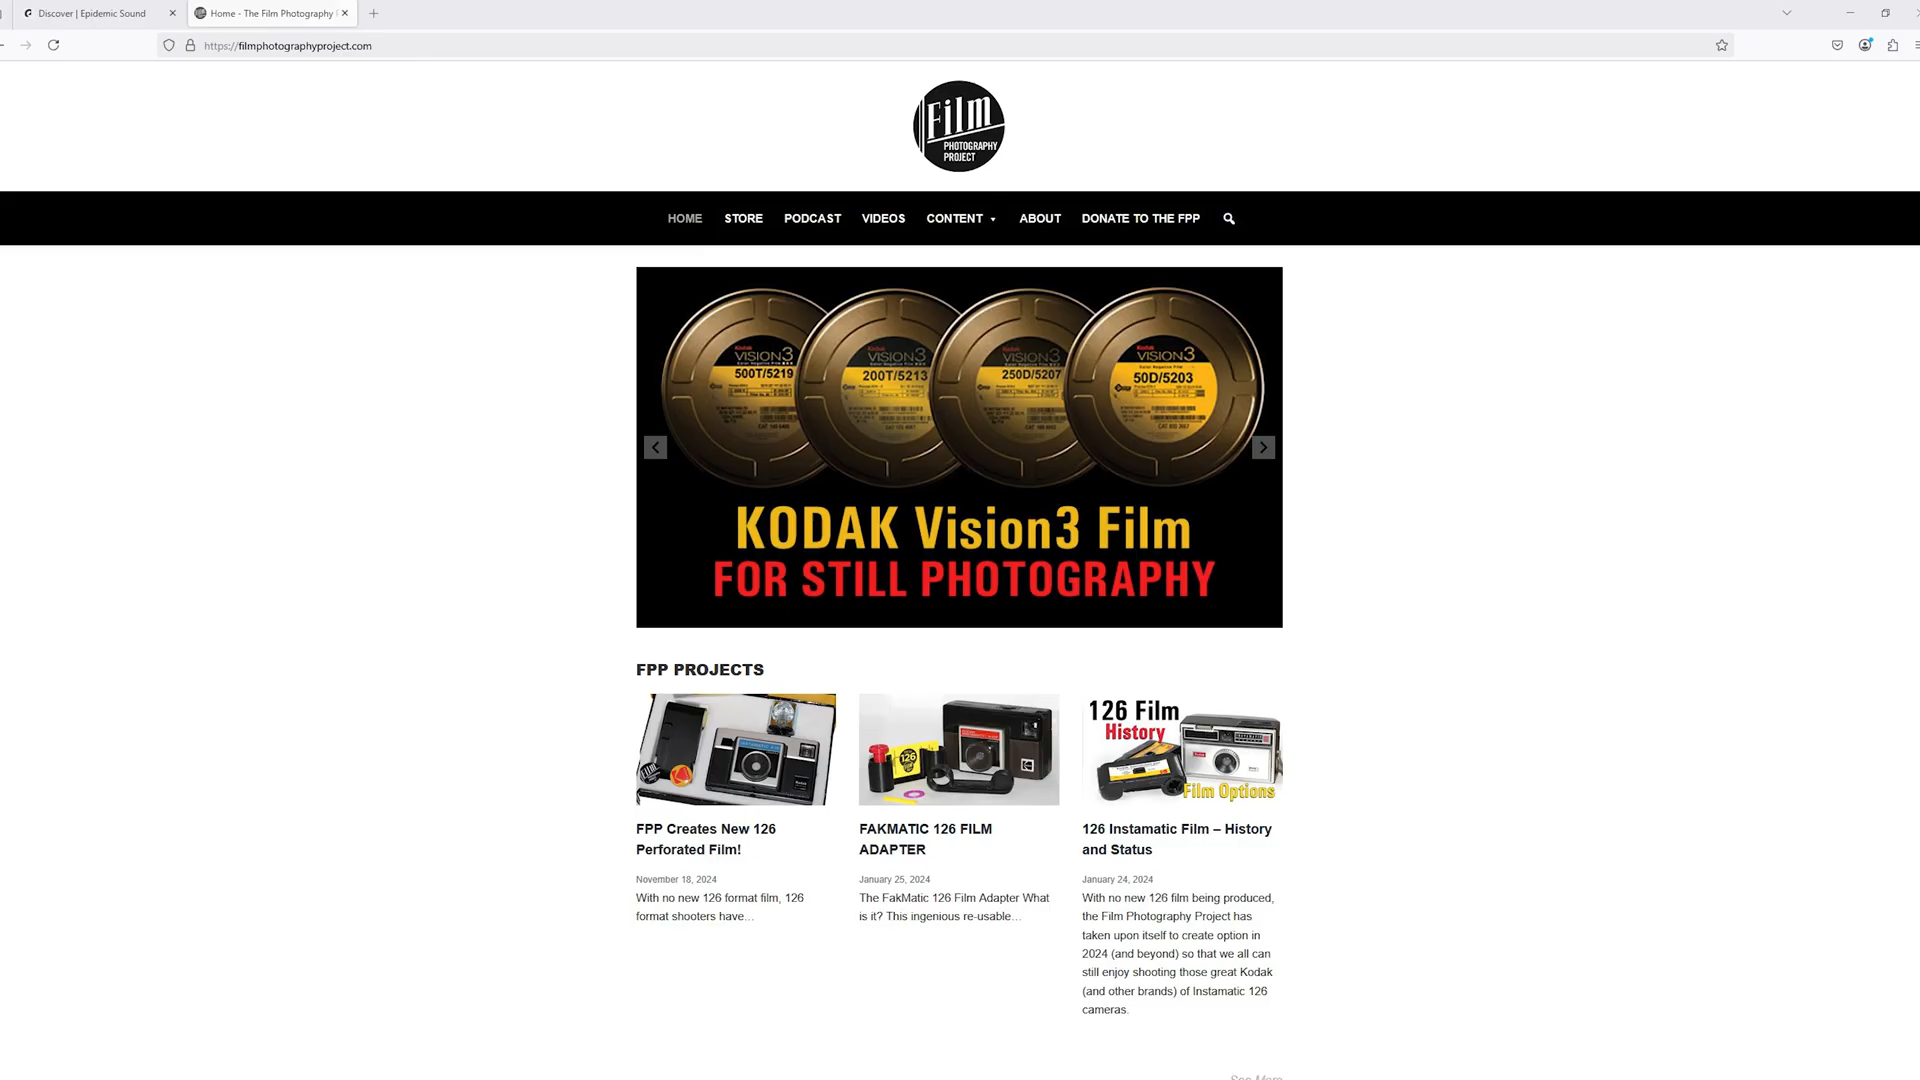 Discover | Epidemic Sound
Home - The Film Photography
https://filmphotographyproject.com
Film
PHOTOGRAPHY
PROJECT
HOME STORE PODCAST VIDEOS CONTENT ABOUT DONATE TO THE FPP
Kodak Kodak Kodak Kodak
VISION3 VISION3 VISION3 VISION3
500T/5219 200T/5213 250D/5207 50D/5203
KODAK Vision3 Film
FOR STILL PHOTOGRAPHY
FPP PROJECTS
126 Film
History
Film Options
126
FPP Creates New 126
Perforated Film!
November 18, 2024
With no new 126 format film, 126
format shooters have…
FAKMATIC 126 FILM
ADAPTER
January 25, 2024
The FakMatic 126 Film Adapter What
is it? This ingenious re-usable…
126 Instamatic Film – History
and Status
January 24, 2024
With no new 126 film being produced,
the Film Photography Project has
taken upon itself to create option in
2024 (and beyond) so that we all can
still enjoy shooting those great Kodak
(and other brands) of Instamatic 126
cameras.
See More